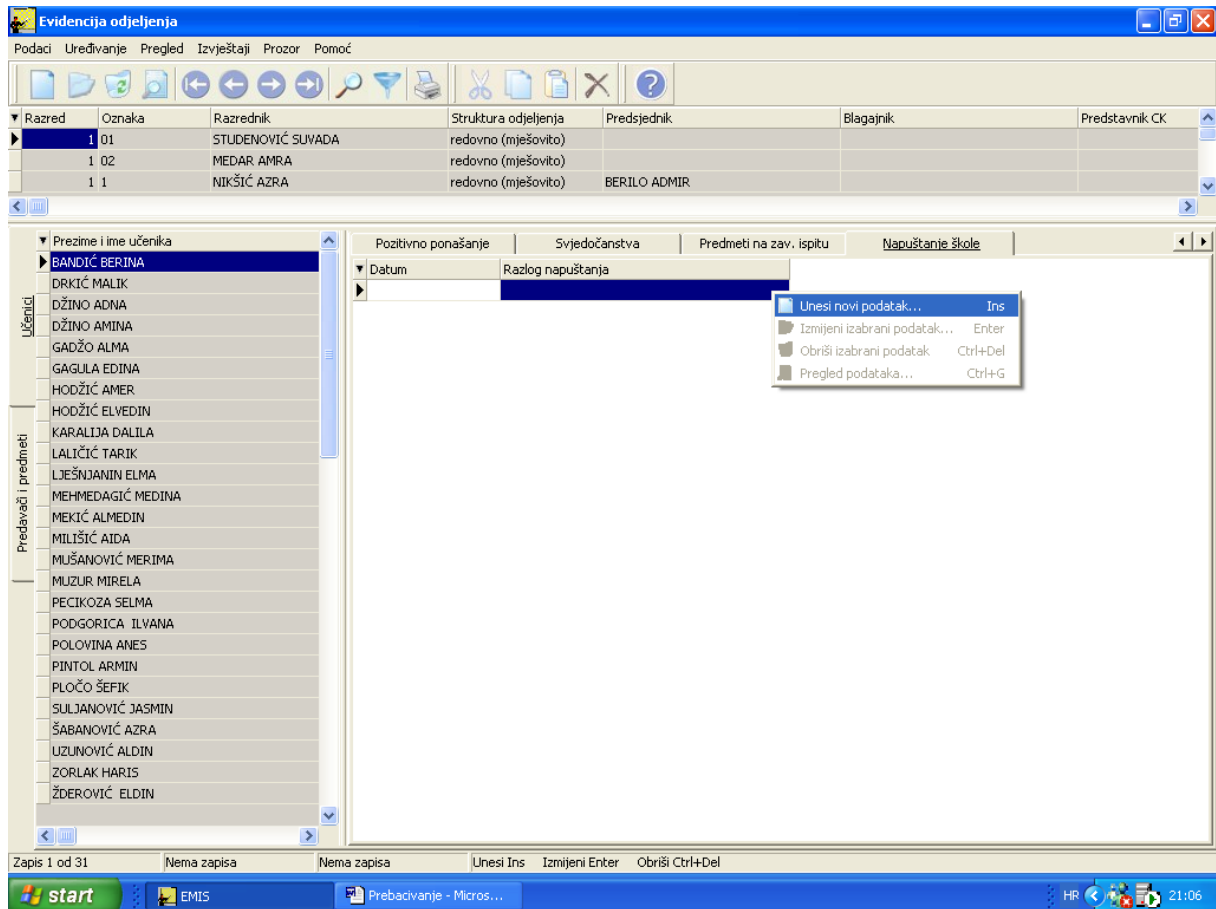 Evidencija odjeljenja
Podaci Uređivanje Pregled Izvještaji Prozor Pomoć
Razred Oznaka Razrednik Struktura odjeljenja Predsjednik Blagajnik Predstavnik CK
1 01 STUDENOVIĆ SUVADA redovno (mješovito)
1 02 MEDAR AMRA redovno (mješovito)
1 1 NIKŠIĆ AZRA redovno (mješovito) BERILO ADMIR
Učenici
Predavači i predmeti
Prezime i ime učenika
BANDIĆ BERINA
DRKIĆ MALIK
DŽINO ADNA
DŽINO AMINA
GADŽO ALMA
GAGULA EDINA
HODŽIĆ AMER
HODŽIĆ ELVEDIN
KARALIJA DALILA
LALIČIĆ TARIK
LJEŠNJANIN ELMA
MEHMEDAGIĆ MEDINA
MEKIĆ ALMEDIN
MILIŠIĆ AIDA
MUŠANOVIĆ MERIMA
MUZUR MIRELA
PECIKOZA SELMA
PODGORICA ILVANA
POLOVINA ANES
PINTOL ARMIN
PLOČO ŠEFIK
SULJANOVIĆ JASMIN
ŠABANOVIĆ AZRA
UZUNOVIĆ ALDIN
ZORLAK HARIS
ŽDEROVIĆ ELDIN
Pozitivno ponašanje Svjedočanstva Predmeti na zav. ispitu Napuštanje škole
Datum Razlog napuštanja
Unesi novi podatak... Ins
Izmijeni izabrani podatak... Enter
Obriši izabrani podatak Ctrl+Del
Pregled podataka... Ctrl+G
Zapis 1 od 31 Nema zapisa Nema zapisa Unesi Ins Izmijeni Enter Obriši Ctrl+Del
start EMIS Prebacivanje - Micros... HR 21:06